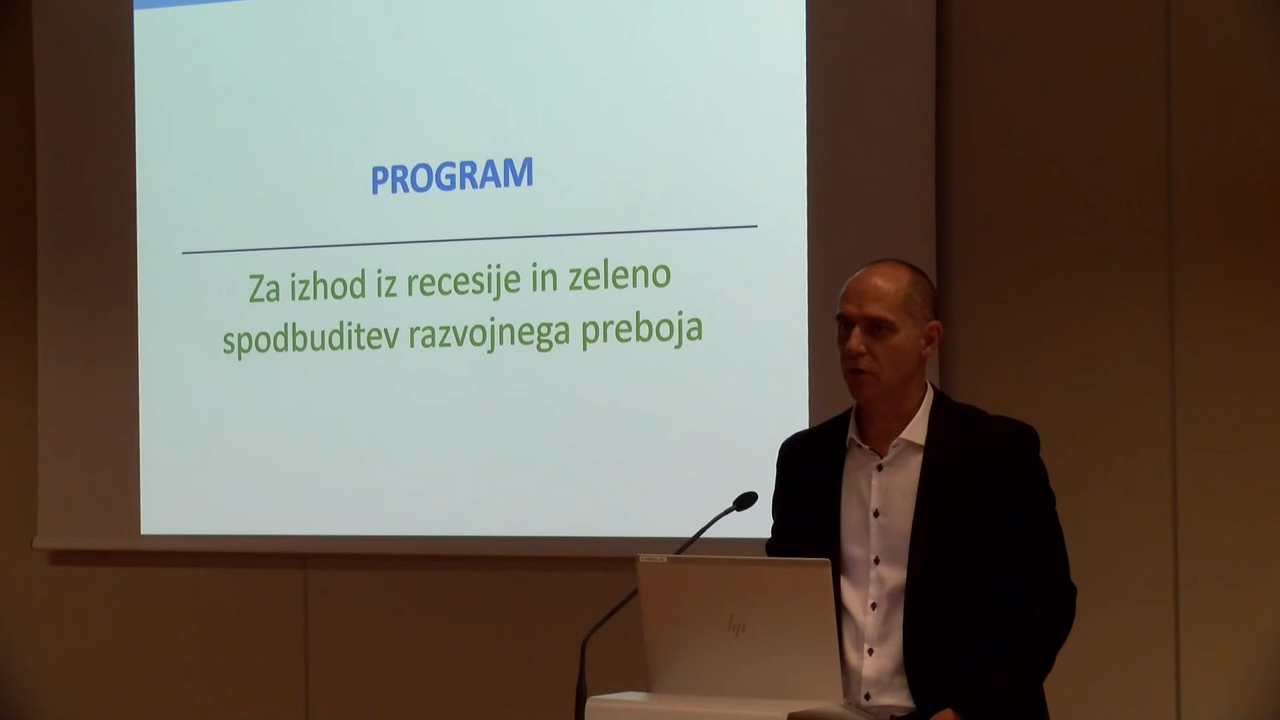 PROGRAM
Za izhod iz recesije in zeleno
spodbuditev razvojnega preboja
hp